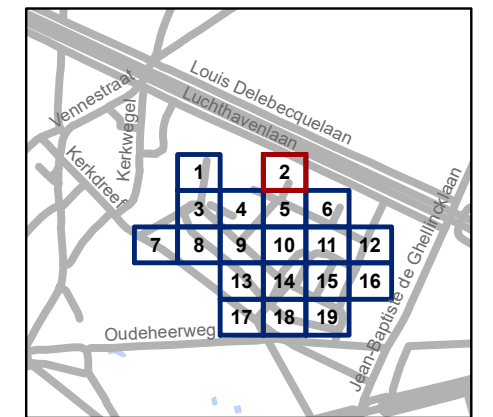 Louis Delebecquelaan
Luchthavenlaan
Vennestraat
Kerkwegel
Kerkdreef
1
2
3 4 5 6
7 8 9 10 11 12
13 14 15 16
17 18 19
Oudeheerweg
Jean-Baptiste de Ghellincklaan